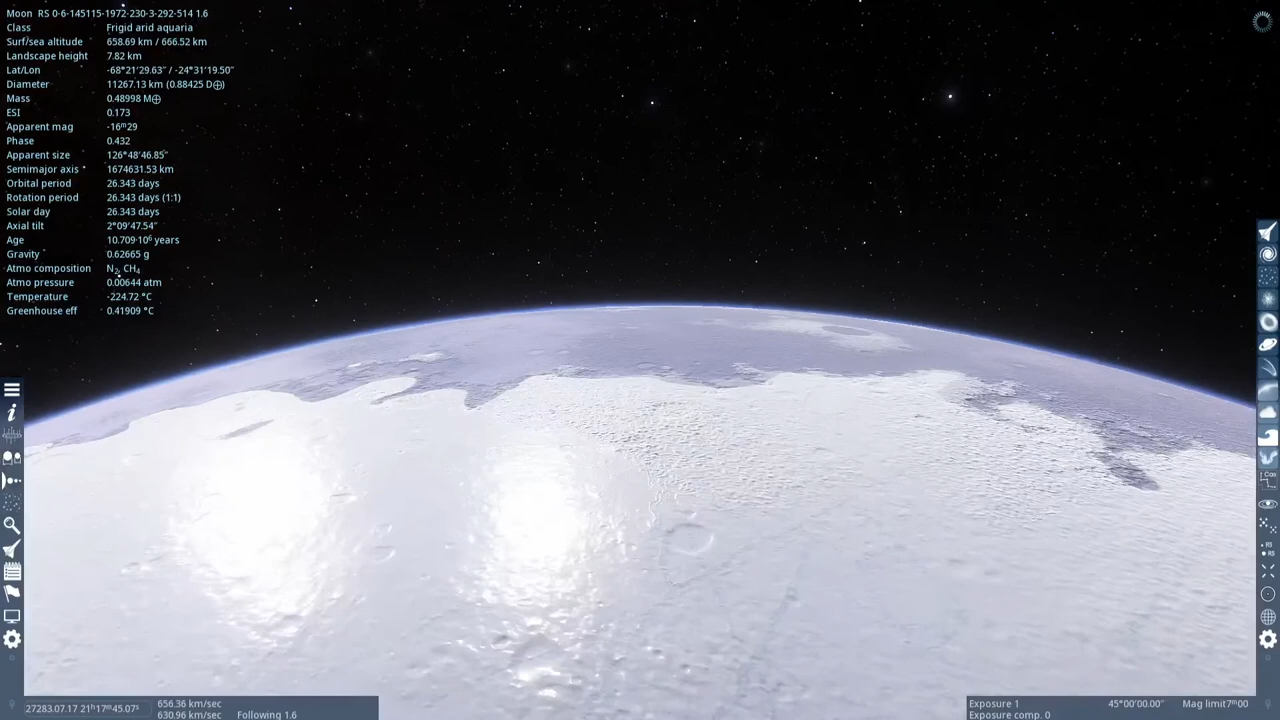 Moon RS 0-6-145115-1972-230-3-292-514 1.6
Class Frigid arid aquaria
Surf/sea altitude 658.69 km / 666.52 km
Landscape height 7.82 km
Lat/Lon -68°21'29.63" / -24°31'19.50"
Diameter 11267.13 km (0.88425 D⊕)
Mass 0.48998 M⊕
ESI 0.173
Apparent mag -16ᵐ29
Phase 0.432
Apparent size 126°48'46.85"
Semimajor axis 1674631.53 km
Orbital period 26.343 days
Rotation period 26.343 days (1:1)
Solar day 26.343 days
Axial tilt 2°09'47.54"
Age 10.709·10⁶ years
Gravity 0.62665 g
Atmo composition N₂, CH₄
Atmo pressure 0.00644 atm
Temperature -224.72 °C
Greenhouse eff 0.41909 °C
Con
RS
RS
27283.07.17 21ʰ17ᵐ45.07ˢ
656.36 km/sec
630.96 km/sec Following 1.6
Exposure 1 45°00'00.00" Mag limit 7ᵐ00
Exposure comp. 0